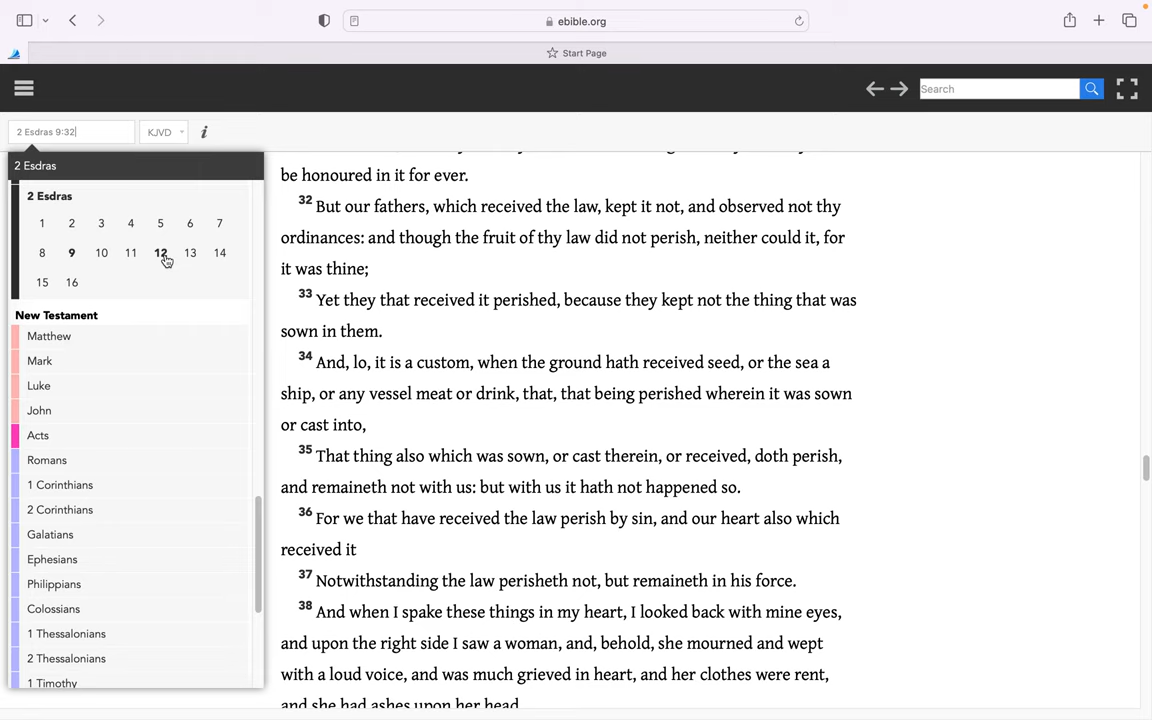 ebible.org
Start Page
Search
2 Esdras 9:32
KJVD
i
2 Esdras
2 Esdras
1 2 3 4 5 6 7
8 9 10 11 12 13 14
15 16
New Testament
Matthew
Mark
Luke
John
Acts
Romans
1 Corinthians
2 Corinthians
Galatians
Ephesians
Philippians
Colossians
1 Thessalonians
2 Thessalonians
1 Timothy
be honoured in it for ever.
32 But our fathers, which received the law, kept it not, and observed not thy
ordinances: and though the fruit of thy law did not perish, neither could it, for
it was thine;
33 Yet they that received it perished, because they kept not the thing that was
sown in them.
34 And, lo, it is a custom, when the ground hath received seed, or the sea a
ship, or any vessel meat or drink, that, that being perished wherein it was sown
or cast into,
35 That thing also which was sown, or cast therein, or received, doth perish,
and remaineth not with us: but with us it hath not happened so.
36 For we that have received the law perish by sin, and our heart also which
received it
37 Notwithstanding the law perisheth not, but remaineth in his force.
38 And when I spake these things in my heart, I looked back with mine eyes,
and upon the right side I saw a woman, and, behold, she mourned and wept
with a loud voice, and was much grieved in heart, and her clothes were rent,
and she had ashes upon her head